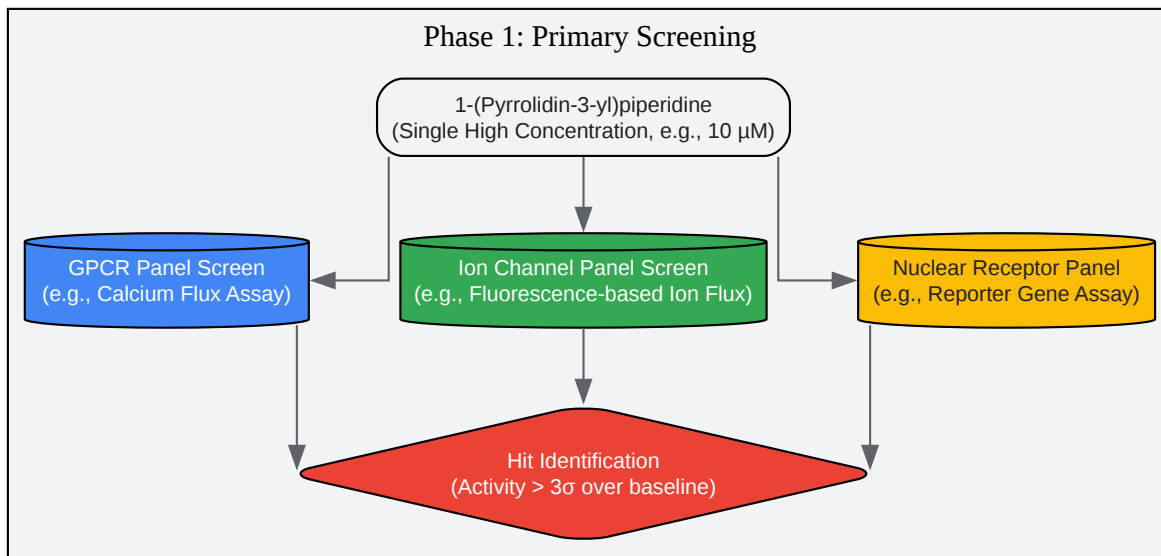 Phase 1: Primary Screening
1-(Pyrrolidin-3-yl)piperidine
(Single High Concentration, e.g., 10 µM)
GPCR Panel Screen
(e.g., Calcium Flux Assay)
Ion Channel Panel Screen
(e.g., Fluorescence-based Ion Flux)
Nuclear Receptor Panel
(e.g., Reporter Gene Assay)
Hit Identification
(Activity > 3σ over baseline)